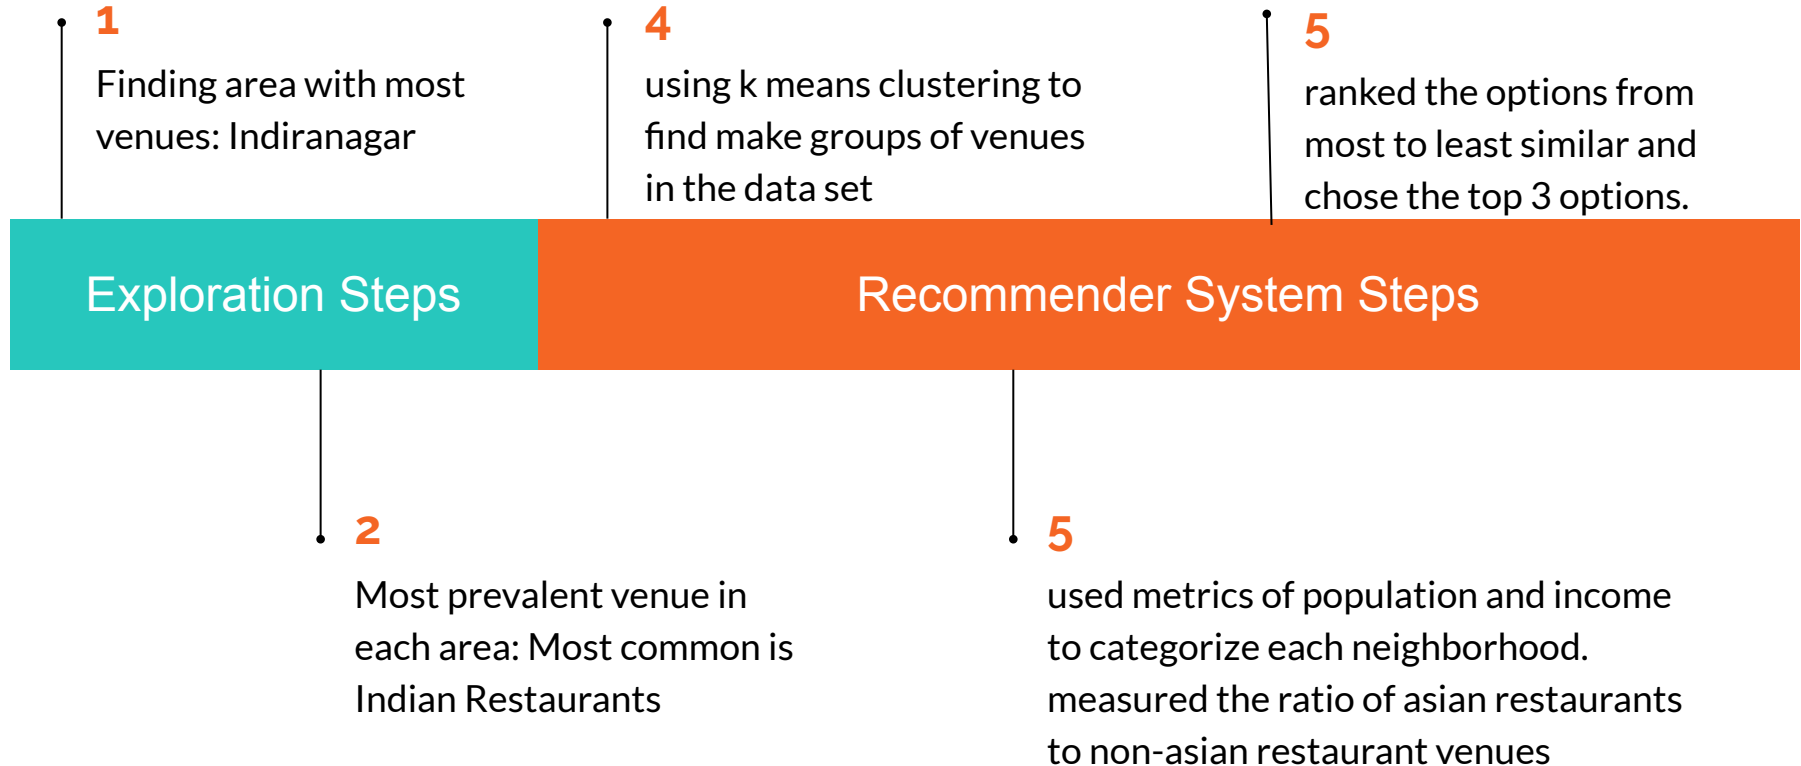 1
Finding area with most
venues: Indiranagar
4
using k means clustering to
find make groups of venues
in the data set
5
ranked the options from
most to least similar and
chose the top 3 options.
Exploration Steps
Recommender System Steps
2
Most prevalent venue in
each area: Most common is
Indian Restaurants
5
used metrics of population and income
to categorize each neighborhood.
measured the ratio of asian restaurants
to non-asian restaurant venues